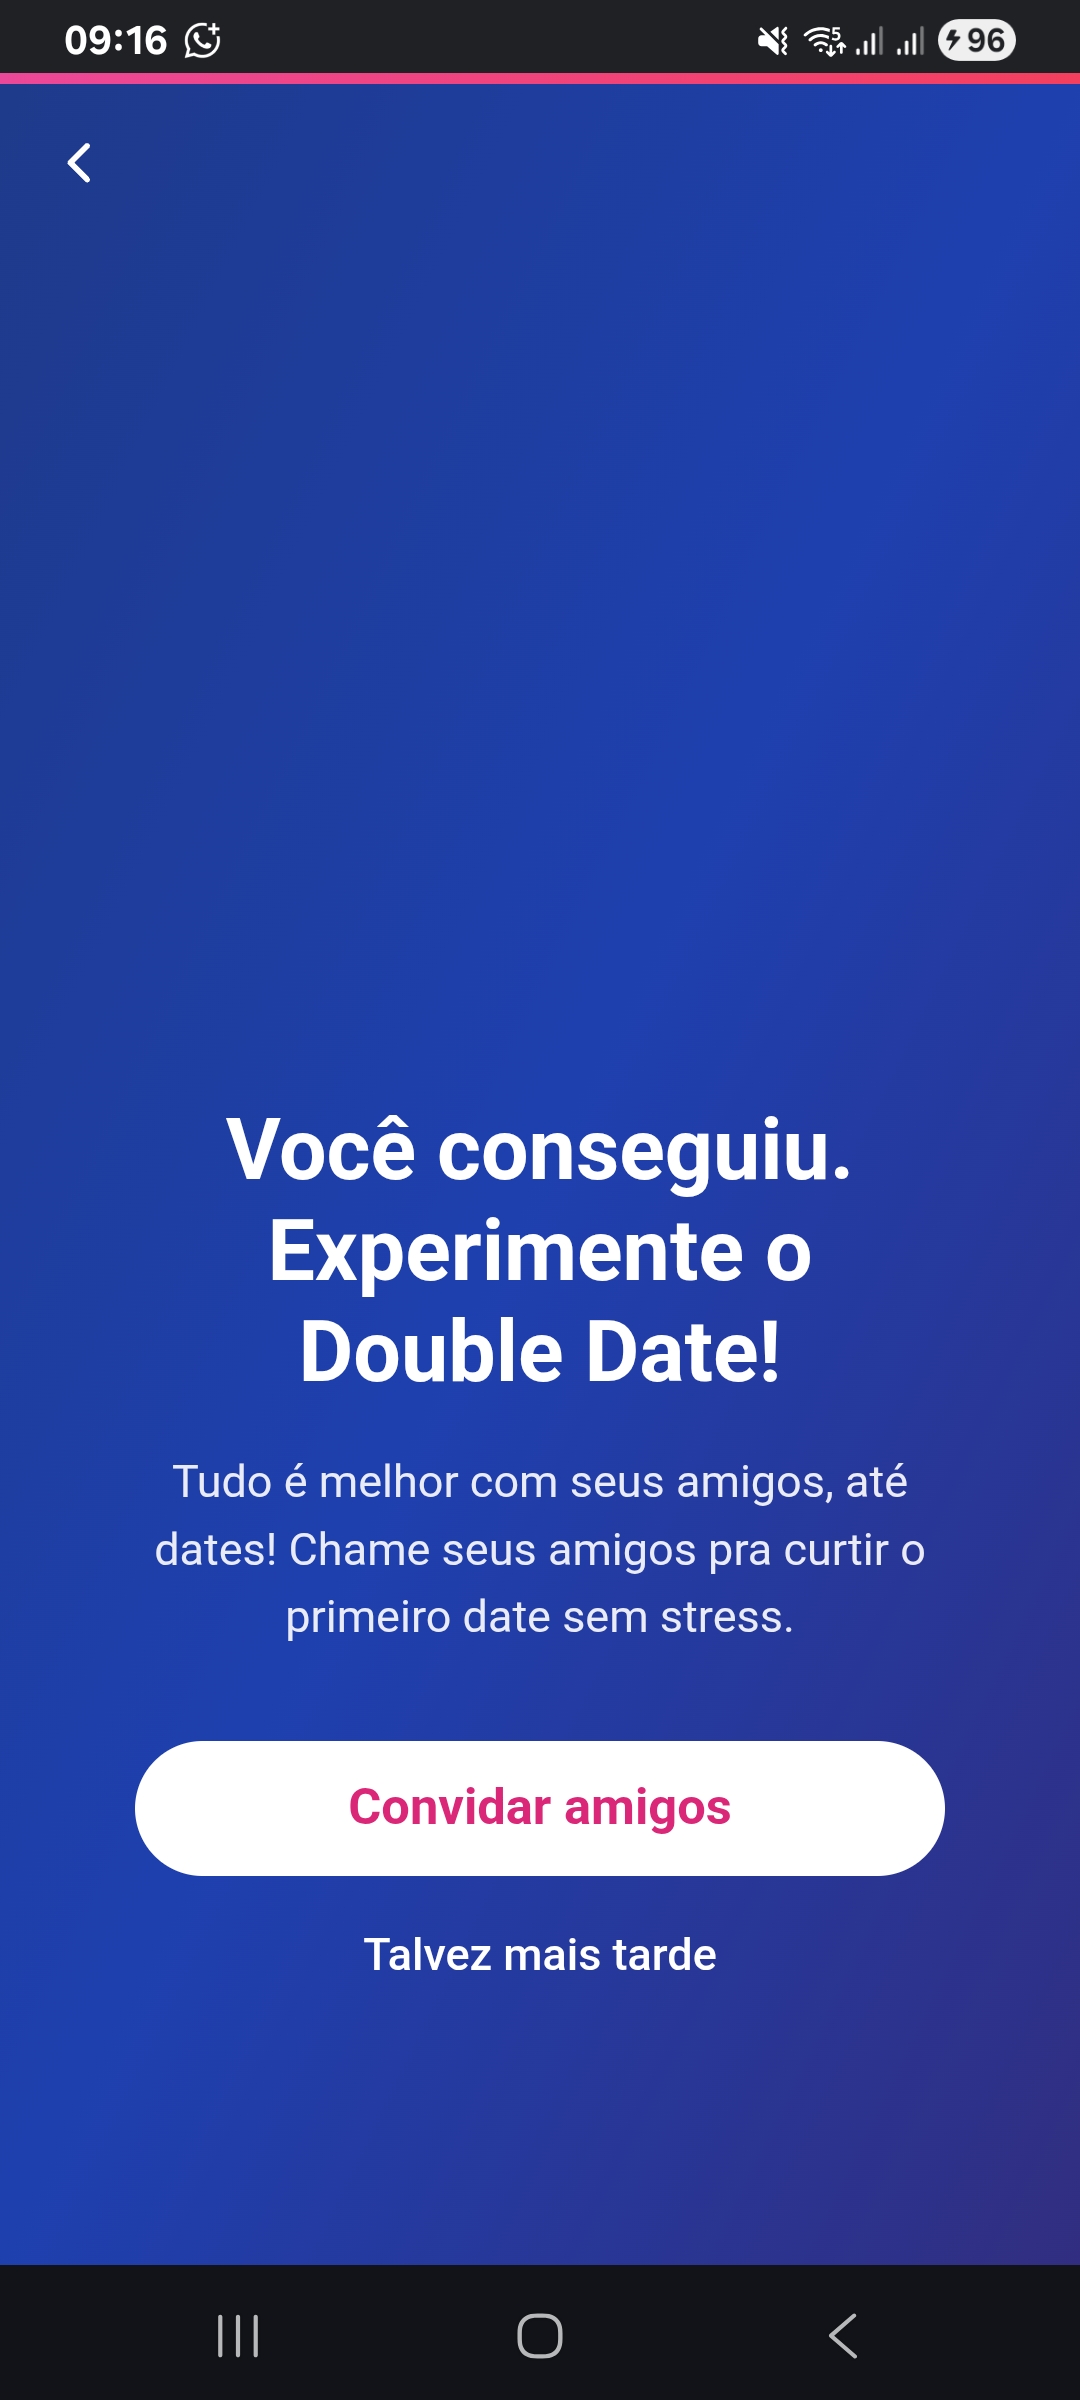 09:16
5
96
Você conseguiu.
Experimente o
Double Date!
Tudo é melhor com seus amigos, até
dates! Chame seus amigos pra curtir o
primeiro date sem stress.
Convidar amigos
Talvez mais tarde